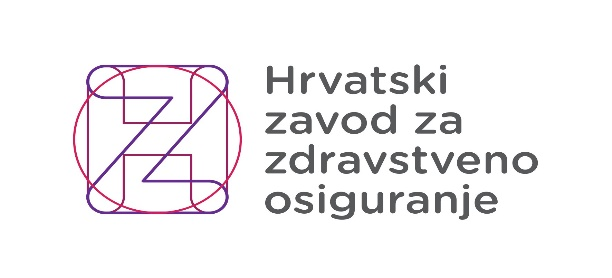 Hrvatski
zavod za
zdravstveno
osiguranje